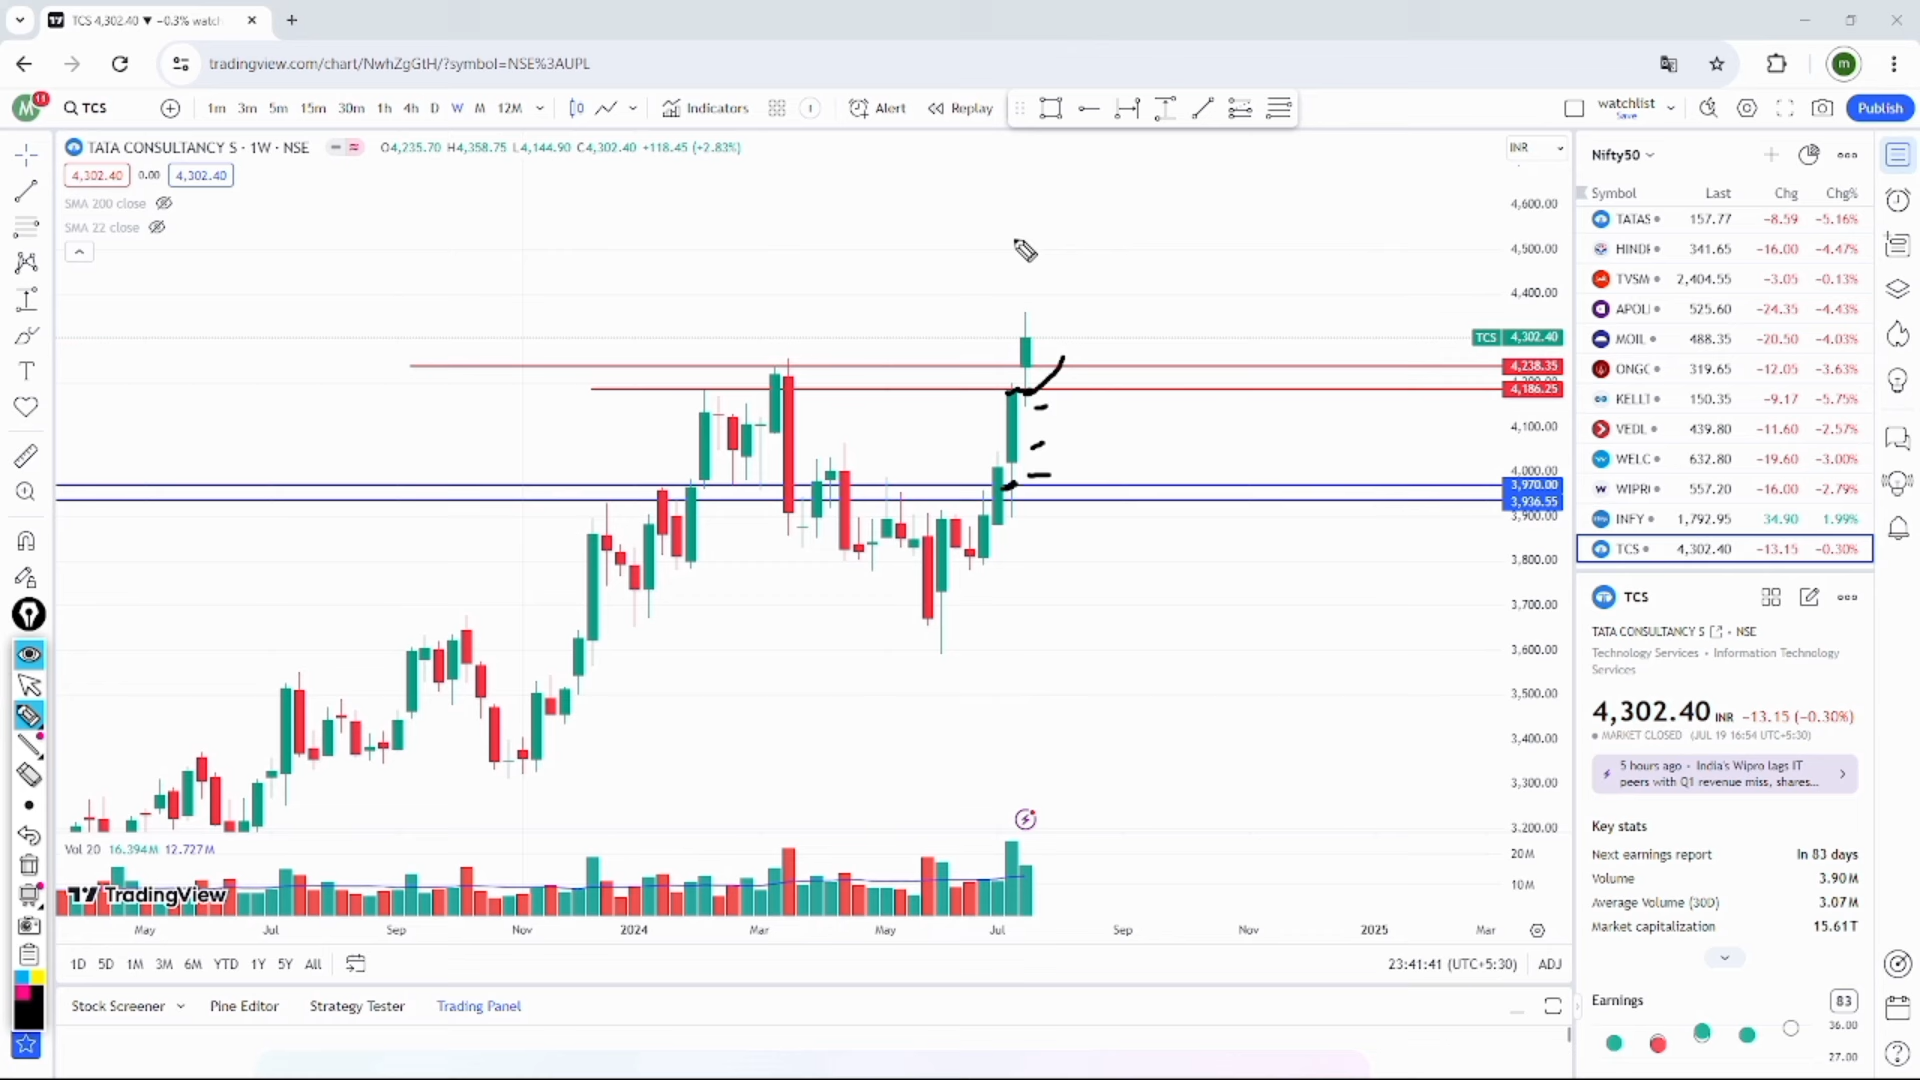 TCS 4,302.40 ▼ −0.3% watc
tradingview.com/chart/NwhZgGtH/?symbol=NSE%3AUPL
m
M 11 TCS 1m 3m 5m 15m 30m 1h 4h D W M 12M Indicators Alert Replay watchlist Save Publish
TATA CONSULTANCY S · 1W · NSE O4,235.70 H4,358.75 L4,144.90 C4,302.40 +118.45 (+2.83%)
INR
4,302.40 0.00 4,302.40
SMA 200 close
SMA 22 close
4,600.00
4,500.00
4,400.00
TCS 4,302.40
4,238.35
4,186.25
4,100.00
4,000.00
3,970.00
3,936.55
3,900.00
3,800.00
3,700.00
3,600.00
3,500.00
3,400.00
3,300.00
3,200.00
Vol 20 16.394M 12.727M
20M
10M
TradingView
May Jul Sep Nov 2024 Mar May Jul Sep Nov 2025 Mar
1D 5D 1M 3M 6M YTD 1Y 5Y All 23:41:41 (UTC+5:30) ADJ
Stock Screener Pine Editor Strategy Tester Trading Panel
Nifty50
Symbol Last Chg Chg%
TATAS 157.77 −8.59 −5.16%
HINDI 341.65 −16.00 −4.47%
TVSM 2,404.55 −3.05 −0.13%
APOLI 525.60 −24.35 −4.43%
MOIL 488.35 −20.50 −4.03%
ONGC 319.65 −12.05 −3.63%
KELLT 150.35 −9.17 −5.75%
VEDL 439.80 −11.60 −2.57%
WELC 632.80 −19.60 −3.00%
WIPRI 557.20 −16.00 −2.79%
INFY 1,792.95 34.90 1.99%
TCS 4,302.40 −13.15 −0.30%
TCS
TATA CONSULTANCY S · NSE
Technology Services • Information Technology
Services
4,302.40 INR −13.15 (−0.30%)
MARKET CLOSED (JUL 19 16:54 UTC+5:30)
5 hours ago · India's Wipro lags IT
peers with Q1 revenue miss, shares...
Key stats
Next earnings report In 83 days
Volume 3.90M
Average Volume (30D) 3.07M
Market capitalization 15.61T
Earnings 83
36.00
27.00